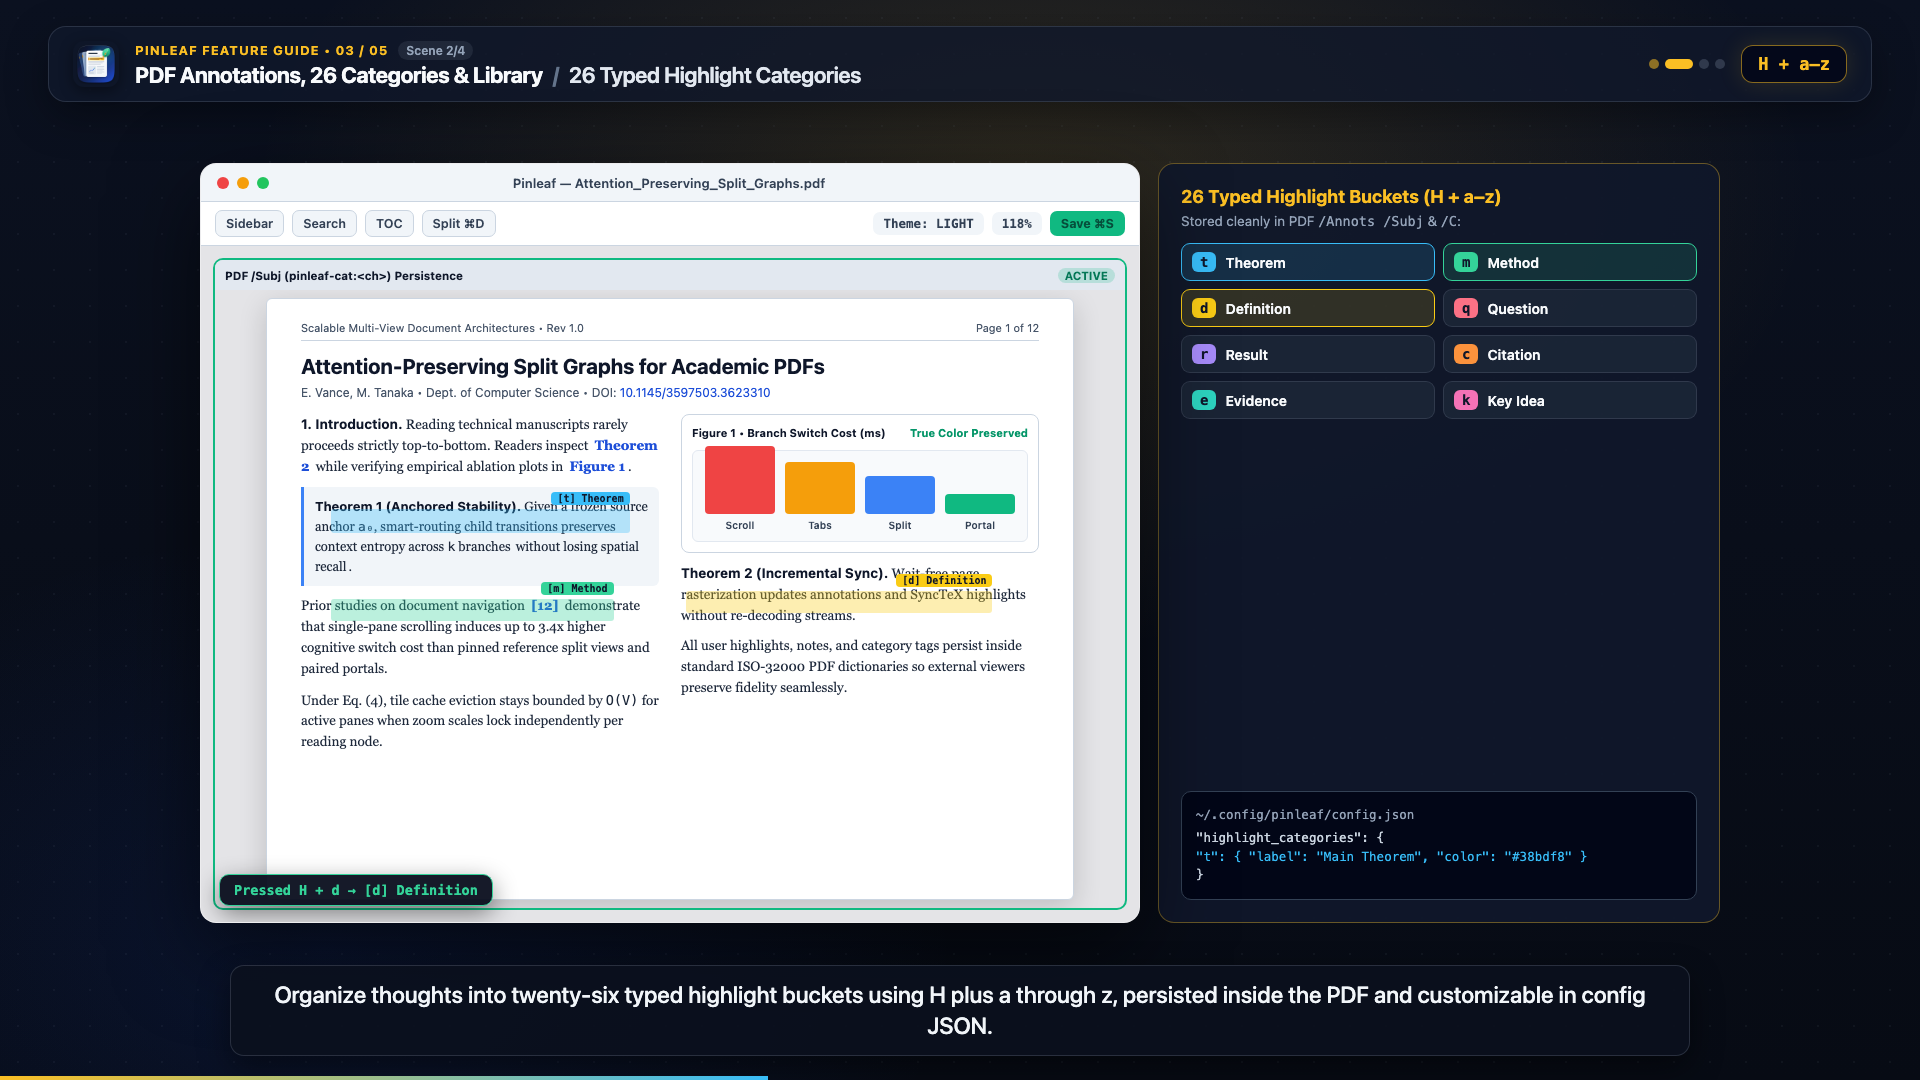 PINLEAF FEATURE GUIDE • 03 / 05 Scene 2/4
PDF Annotations, 26 Categories & Library / 26 Typed Highlight Categories
H + a–z
Pinleaf — Attention_Preserving_Split_Graphs.pdf
Sidebar Search TOC Split ⌘D Theme: LIGHT 118% Save ⌘S
PDF /Subj (pinleaf-cat:<ch>) Persistence ACTIVE
Scalable Multi-View Document Architectures • Rev 1.0 Page 1 of 12
Attention-Preserving Split Graphs for Academic PDFs
E. Vance, M. Tanaka • Dept. of Computer Science • DOI: 10.1145/3597503.3623310
1. Introduction. Reading technical manuscripts rarely
proceeds strictly top-to-bottom. Readers inspect Theorem
2 while verifying empirical ablation plots in Figure 1 .
[t] Theorem
Theorem 1 (Anchored Stability). Given a frozen source
anchor a₀, smart-routing child transitions preserves
context entropy across k branches without losing spatial
recall .
[m] Method
Prior studies on document navigation [12] demonstrate
that single-pane scrolling induces up to 3.4x higher
cognitive switch cost than pinned reference split views and
paired portals.
Under Eq. (4), tile cache eviction stays bounded by O(V) for
active panes when zoom scales lock independently per
reading node.
Figure 1 • Branch Switch Cost (ms) True Color Preserved
Scroll Tabs Split Portal
Theorem 2 (Incremental Sync). Wait-free page
[d] Definition
rasterization updates annotations and SyncTeX highlights
without re-decoding streams.
All user highlights, notes, and category tags persist inside
standard ISO-32000 PDF dictionaries so external viewers
preserve fidelity seamlessly.
Pressed H + d → [d] Definition
26 Typed Highlight Buckets (H + a–z)
Stored cleanly in PDF /Annots /Subj & /C:
t Theorem
m Method
d Definition
q Question
r Result
c Citation
e Evidence
k Key Idea
~/.config/pinleaf/config.json
"highlight_categories": {
"t": { "label": "Main Theorem", "color": "#38bdf8" }
}
Organize thoughts into twenty-six typed highlight buckets using H plus a through z, persisted inside the PDF and customizable in config
JSON.